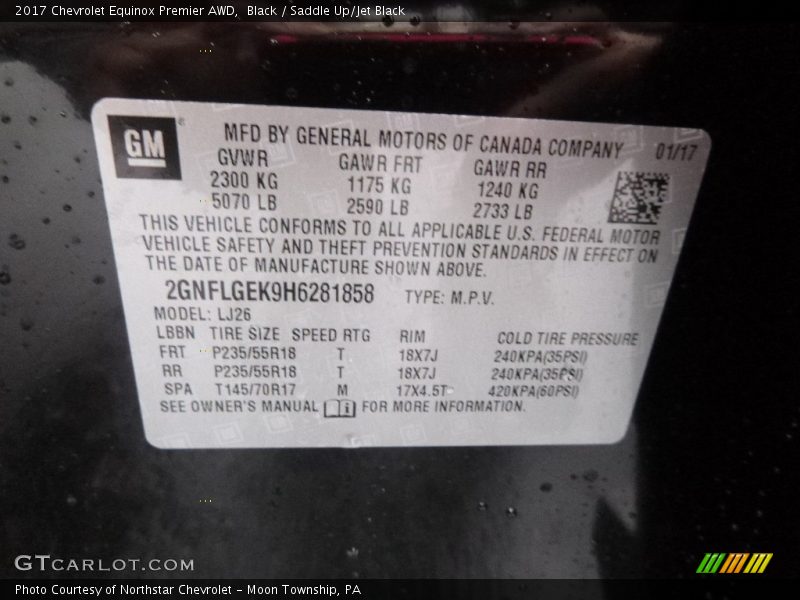 2017 Chevrolet Equinox Premier AWD,  Black / Saddle Up/Jet Black
GM
MFD BY GENERAL MOTORS OF CANADA COMPANY 01/17
GVWR GAWR FRT GAWR RR
2300 KG 1175 KG 1240 KG
5070 LB 2590 LB 2733 LB
THIS VEHICLE CONFORMS TO ALL APPLICABLE U.S. FEDERAL MOTOR
VEHICLE SAFETY AND THEFT PREVENTION STANDARDS IN EFFECT ON
THE DATE OF MANUFACTURE SHOWN ABOVE.
2GNFLGEK9H6281858 TYPE: M.P.V.
MODEL: LJ26
LBBN TIRE SIZE SPEED RTG RIM COLD TIRE PRESSURE
FRT P235/55R18 T 18X7J 240KPA(35PSI)
RR P235/55R18 T 18X7J 240KPA(35PSI)
SPA T145/70R17 M 17X4.5T 420KPA(60PSI)
SEE OWNER'S MANUAL FOR MORE INFORMATION.
GTCARLOT.COM
Photo Courtesy of Northstar Chevrolet - Moon Township, PA